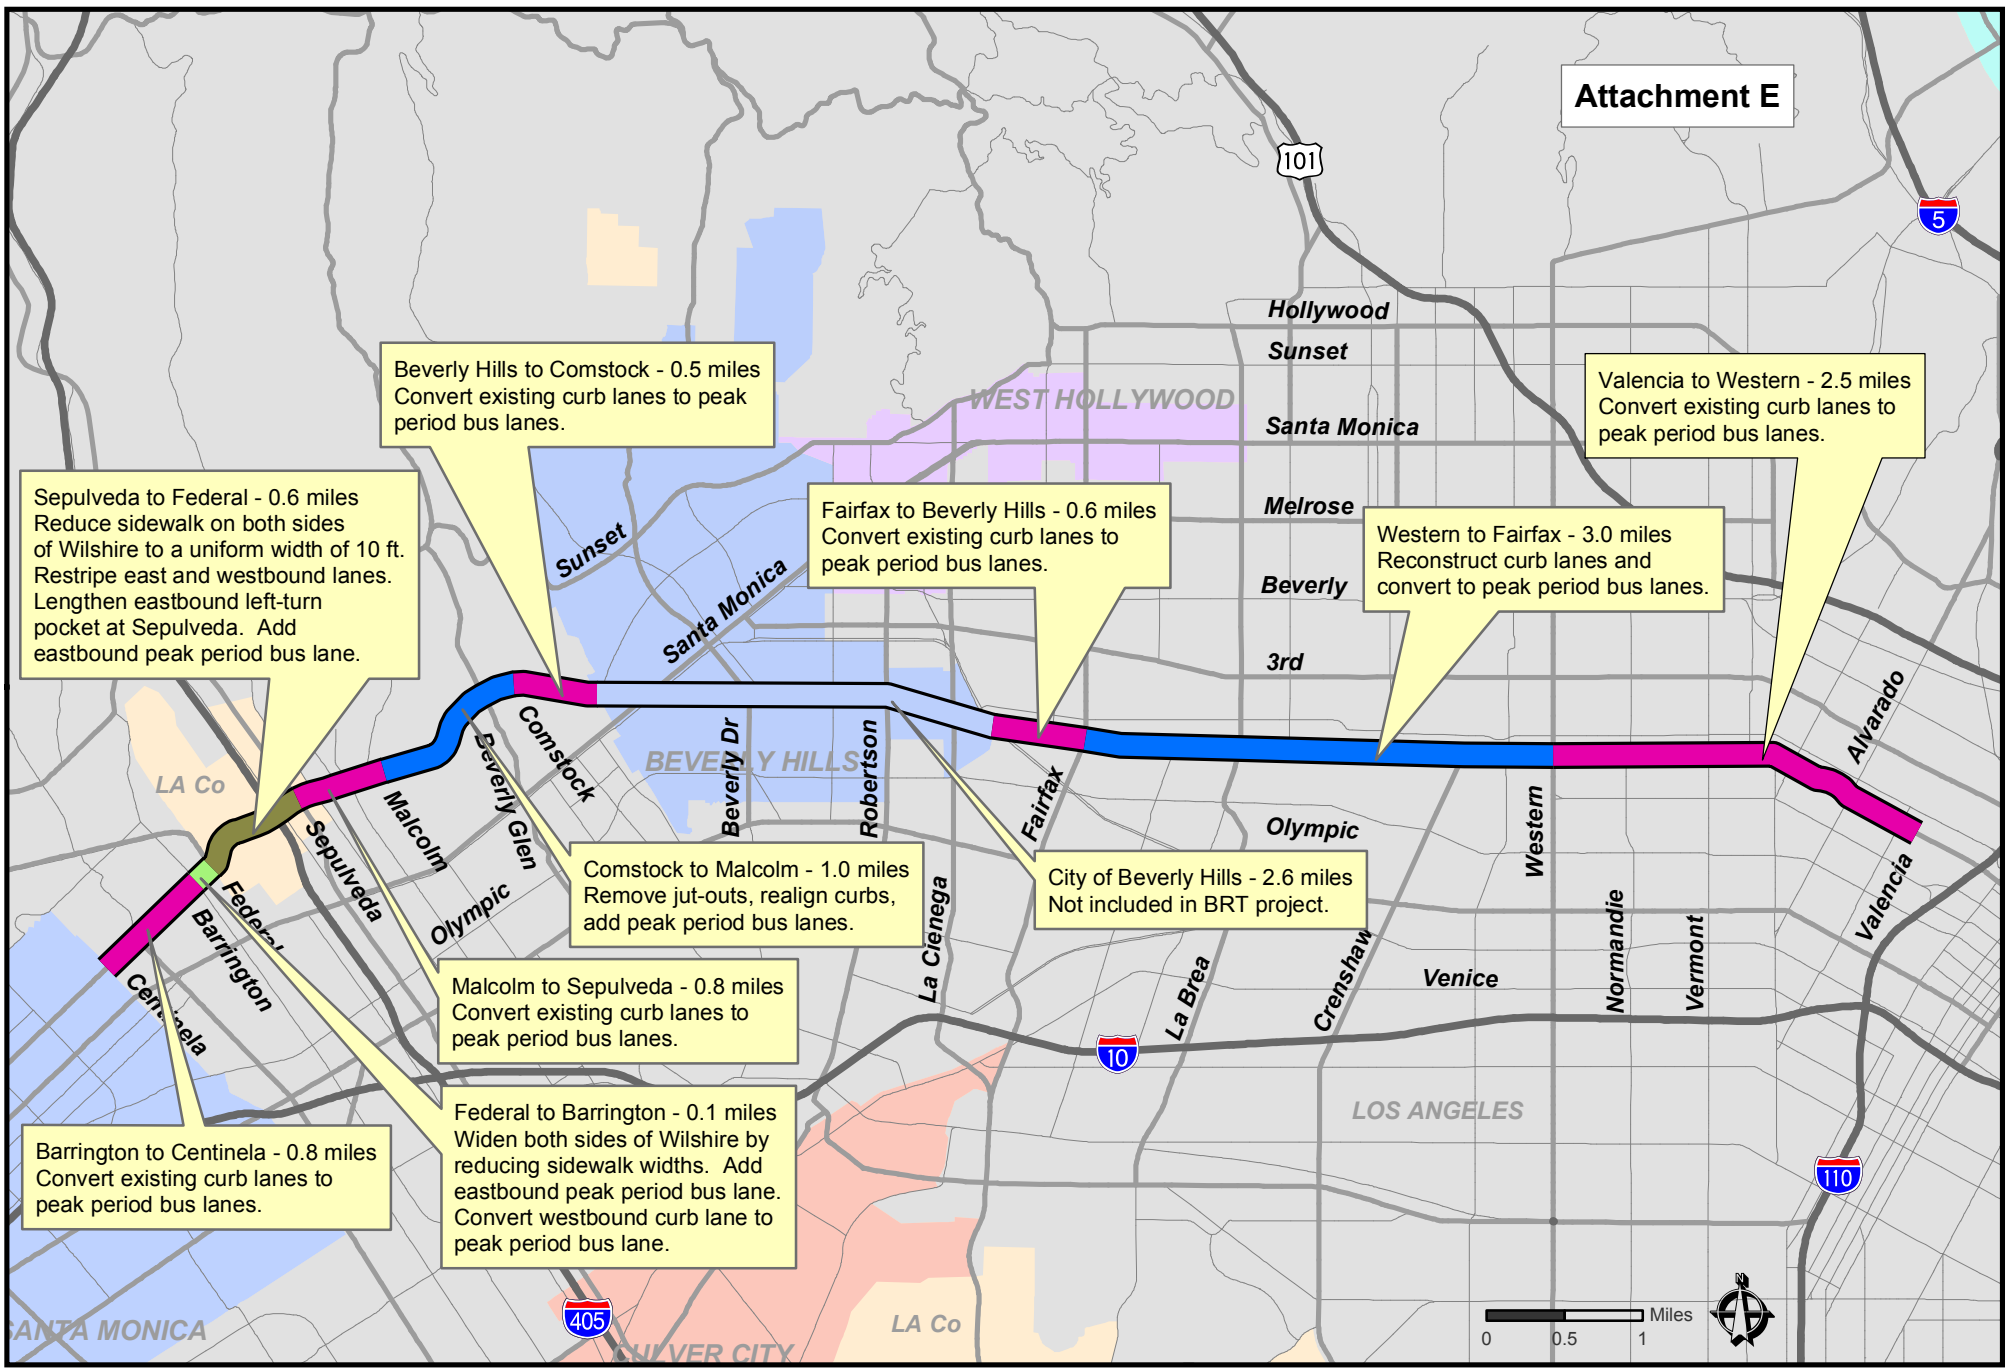 Attachment E
101
5
Hollywood
Sunset
WEST HOLLYWOOD
Santa Monica
Melrose
Beverly
3rd
Beverly Hills to Comstock - 0.5 miles
Convert existing curb lanes to peak
period bus lanes.
Valencia to Western - 2.5 miles
Convert existing curb lanes to
peak period bus lanes.
Sepulveda to Federal - 0.6 miles
Reduce sidewalk on both sides
of Wilshire to a uniform width of 10 ft.
Restripe east and westbound lanes.
Lengthen eastbound left-turn
pocket at Sepulveda.  Add
eastbound peak period bus lane.
Fairfax to Beverly Hills - 0.6 miles
Convert existing curb lanes to
peak period bus lanes.
Western to Fairfax - 3.0 miles
Reconstruct curb lanes and
convert to peak period bus lanes.
Sunset
Santa Monica
LA Co
BEVERLY HILLS
Centinela
Barrington
Federal
Sepulveda
Malcolm
Beverly Glen
Comstock
Olympic
Beverly Dr
Robertson
La Cienega
Fairfax
La Brea
Crenshaw
Olympic
Western
Venice
Normandie
Vermont
Alvarado
Valencia
Comstock to Malcolm - 1.0 miles
Remove jut-outs, realign curbs,
add peak period bus lanes.
City of Beverly Hills - 2.6 miles
Not included in BRT project.
Malcolm to Sepulveda - 0.8 miles
Convert existing curb lanes to
peak period bus lanes.
10
Federal to Barrington - 0.1 miles
Widen both sides of Wilshire by
reducing sidewalk widths.  Add
eastbound peak period bus lane.
Convert westbound curb lane to
peak period bus lane.
Barrington to Centinela - 0.8 miles
Convert existing curb lanes to
peak period bus lanes.
LOS ANGELES
110
405
SANTA MONICA
CULVER CITY
LA Co
N
Miles
0 0.5 1